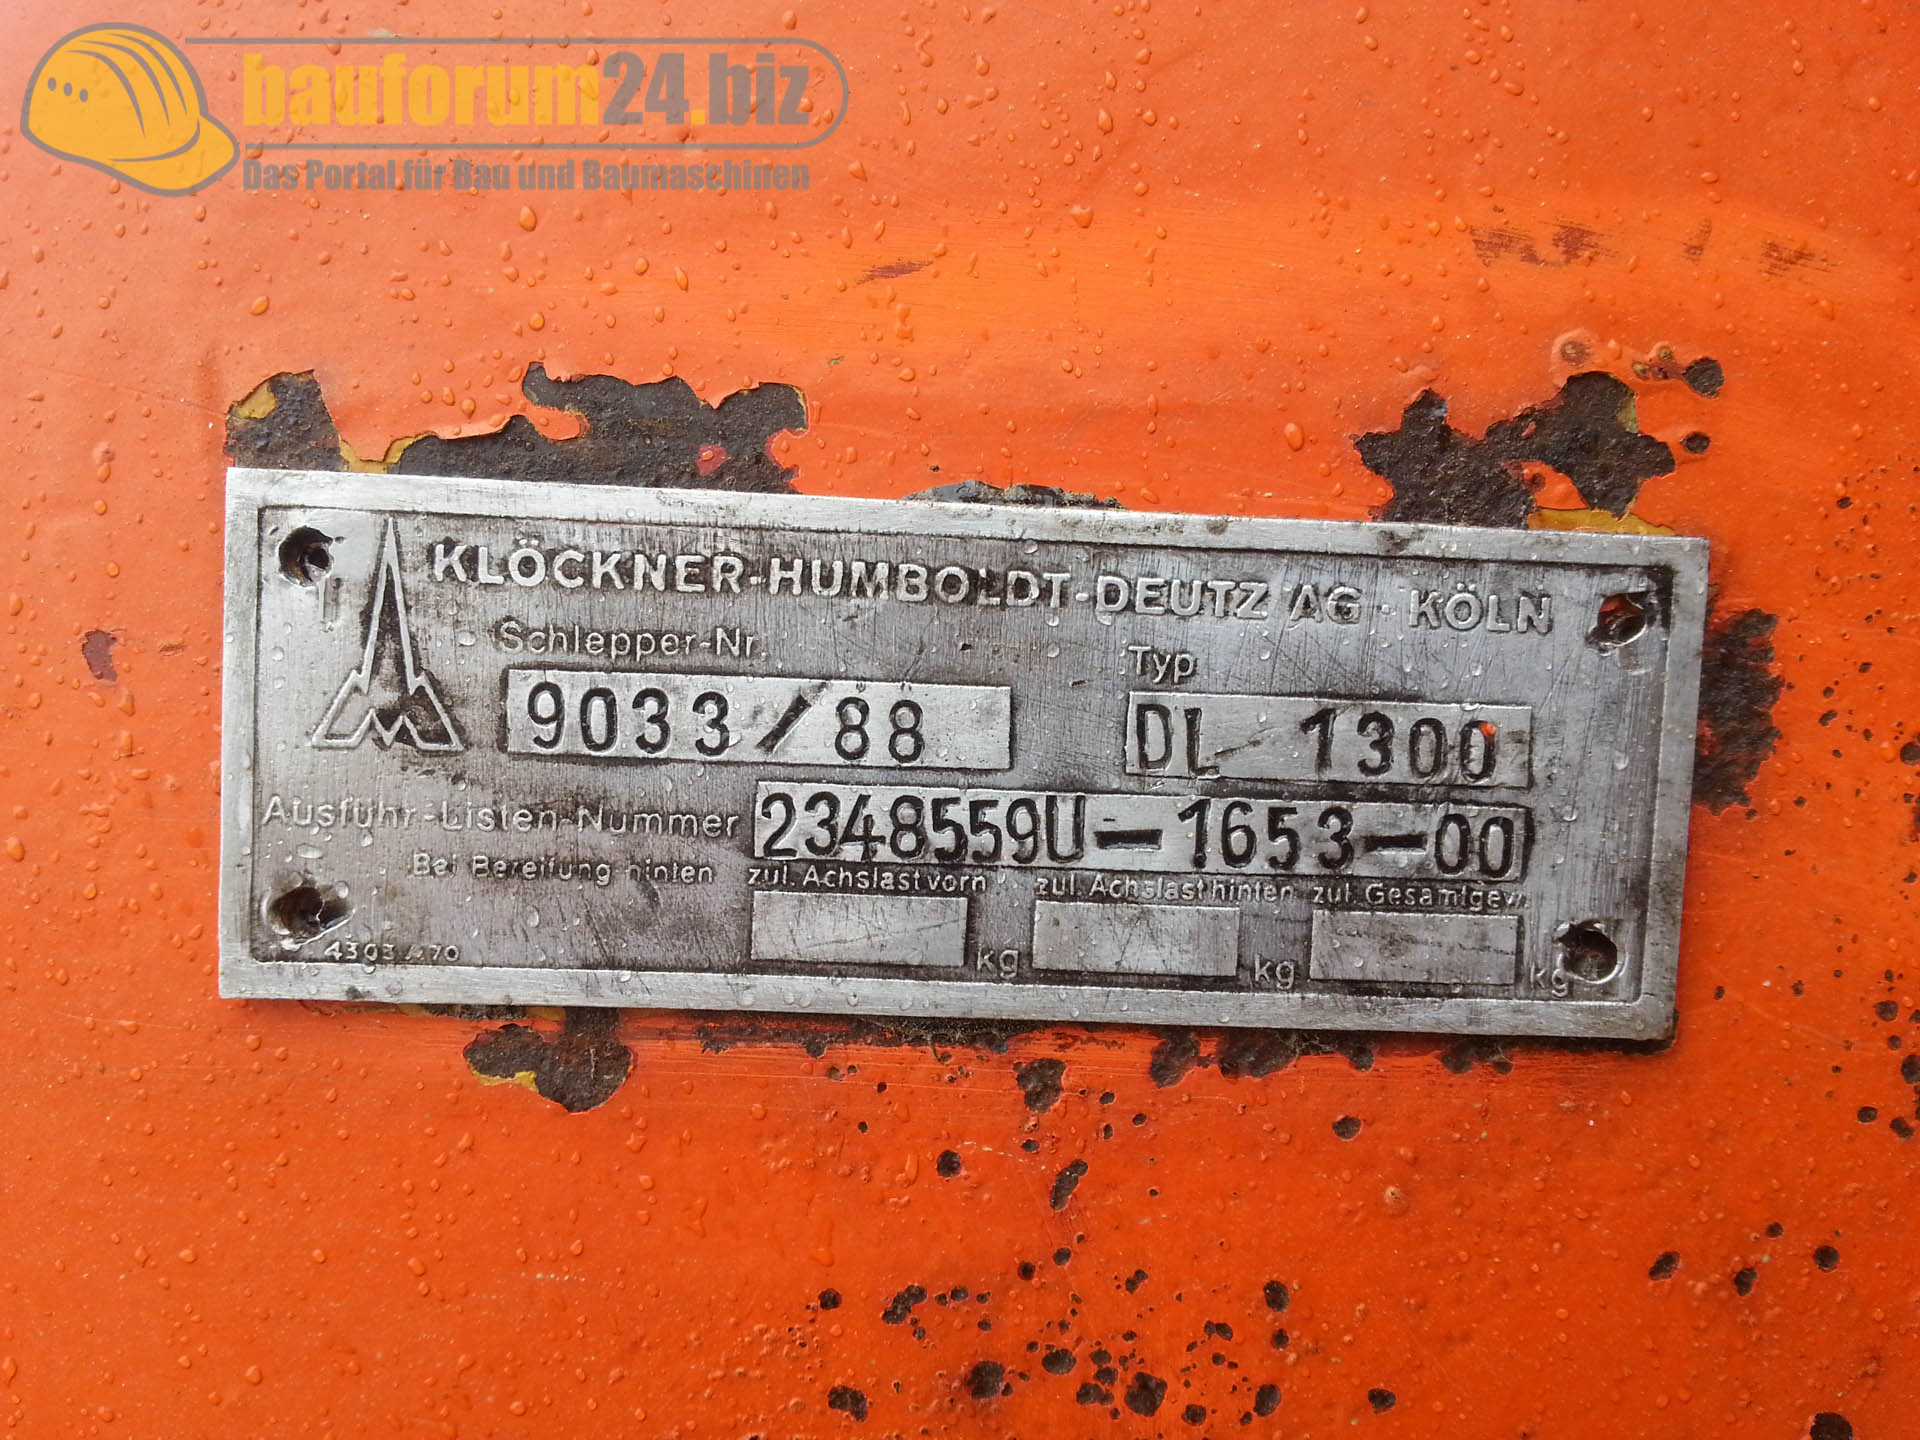 bauforum24.biz
Das Portal für Bau und Baumaschinen
KLÖCKNER-HUMBOLDT-DEUTZ AG · KÖLN
Schlepper-Nr. Typ
9033/88 DL 1300
Ausfuhr-Listen-Nummer 2348559U-1653-00
Bei Bereifung hinten zul. Achslast vorn zul. Achslast hinten zul. Gesamtgew.
kg kg kg